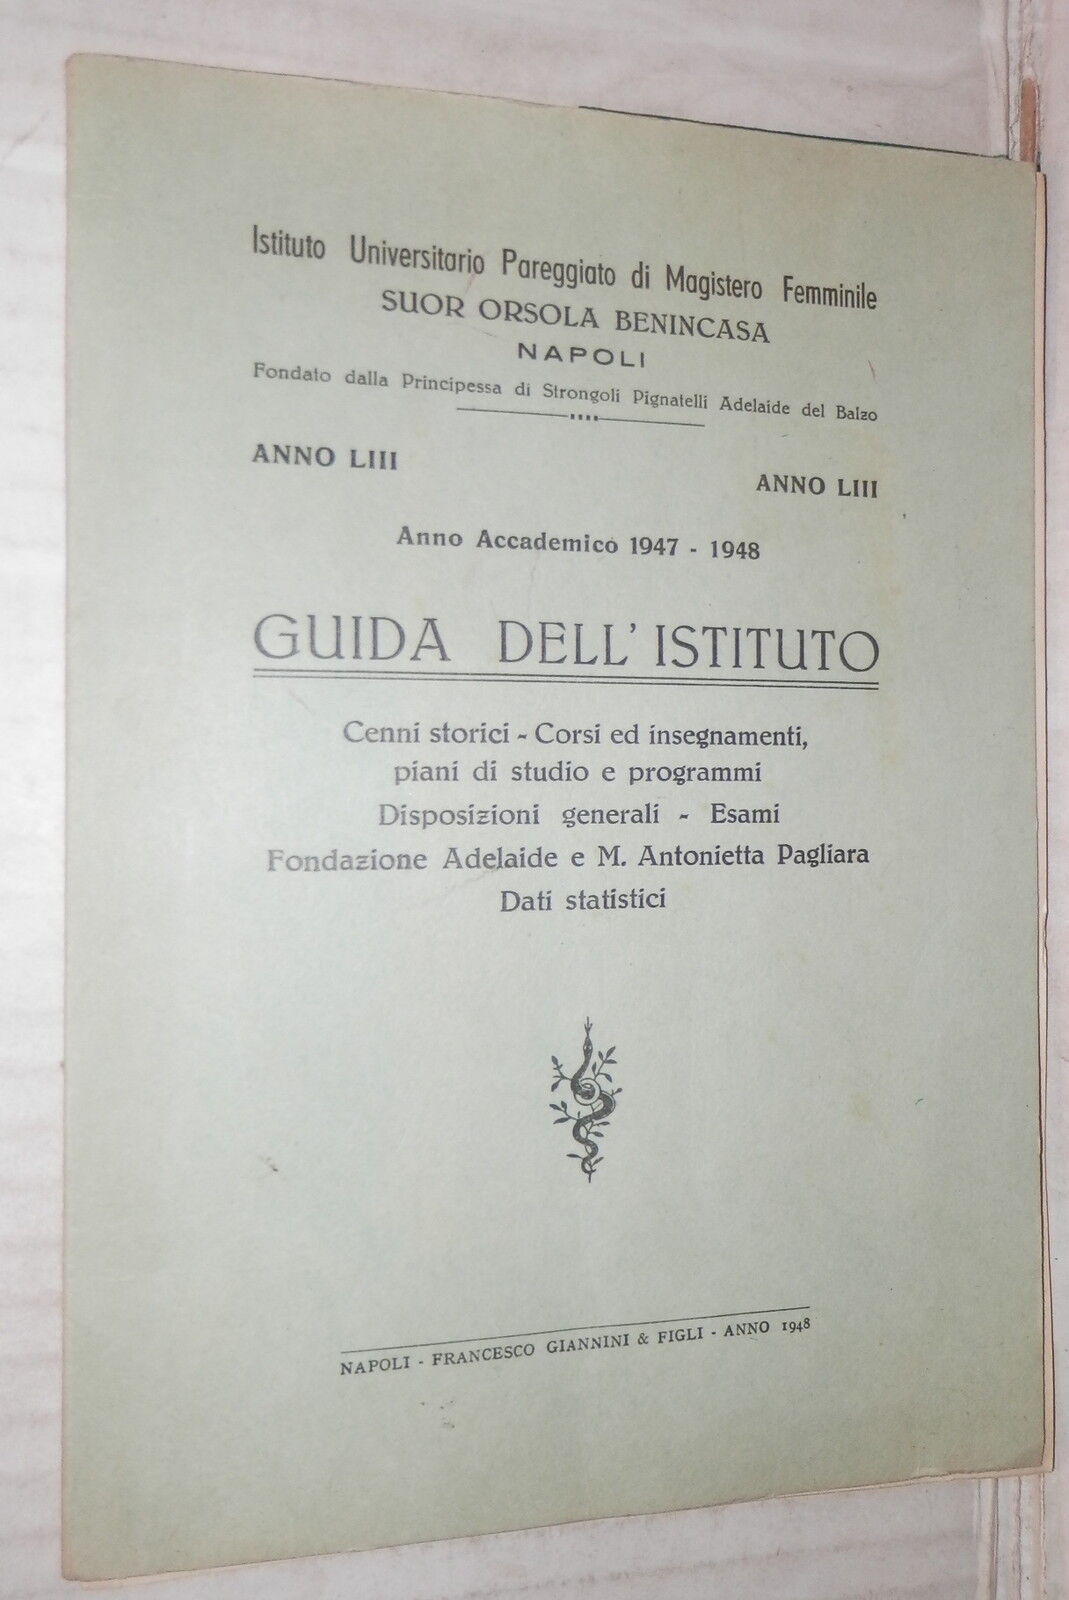 Istituto Universitario Pareggiato di Magistero Femminile
SUOR ORSOLA BENINCASA
NAPOLI
Fondato dalla Principessa di Strongoli Pignatelli Adelaide del Balzo
ANNO LIII
ANNO LIII
Anno Accademico 1947 - 1948
GUIDA DELL'ISTITUTO
Cenni storici - Corsi ed insegnamenti,
piani di studio e programmi
Disposizioni generali - Esami
Fondazione Adelaide e M. Antonietta Pagliara
Dati statistici
NAPOLI - FRANCESCO GIANNINI & FIGLI - ANNO 1948